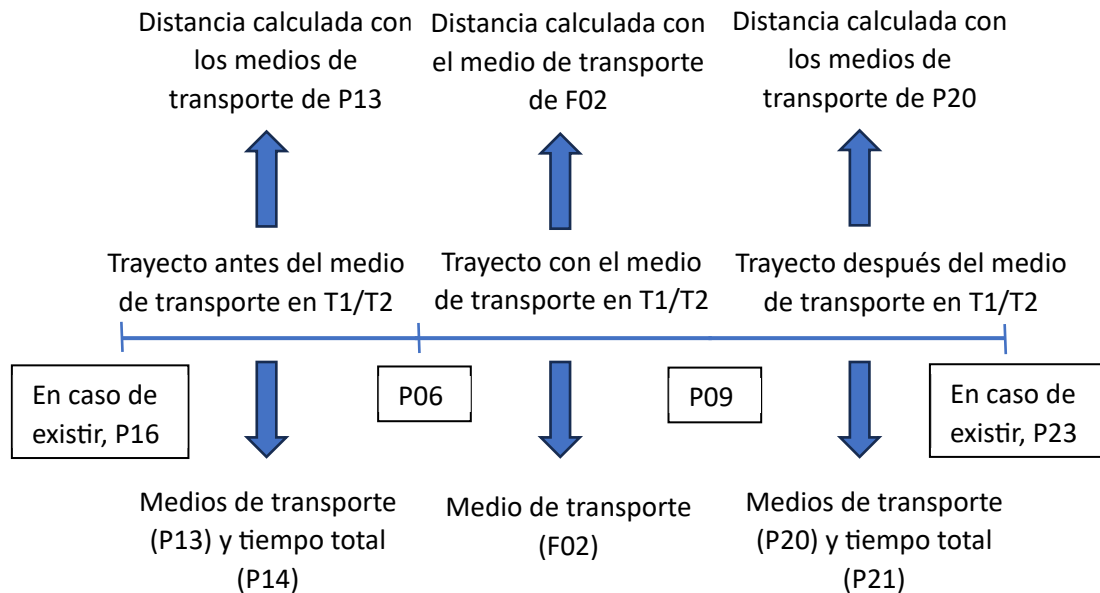 Distancia calculada con
los medios de
transporte de P13
Distancia calculada con
el medio de transporte
de F02
Distancia calculada con
los medios de
transporte de P20
Trayecto antes del medio
de transporte en T1/T2
Trayecto con el medio
de transporte en T1/T2
Trayecto después del medio
de transporte en T1/T2
En caso de
existir, P16
P06
P09
En caso de
existir, P23
Medios de transporte
(P13) y tiempo total
(P14)
Medio de transporte
(F02)
Medios de transporte
(P20) y tiempo total
(P21)